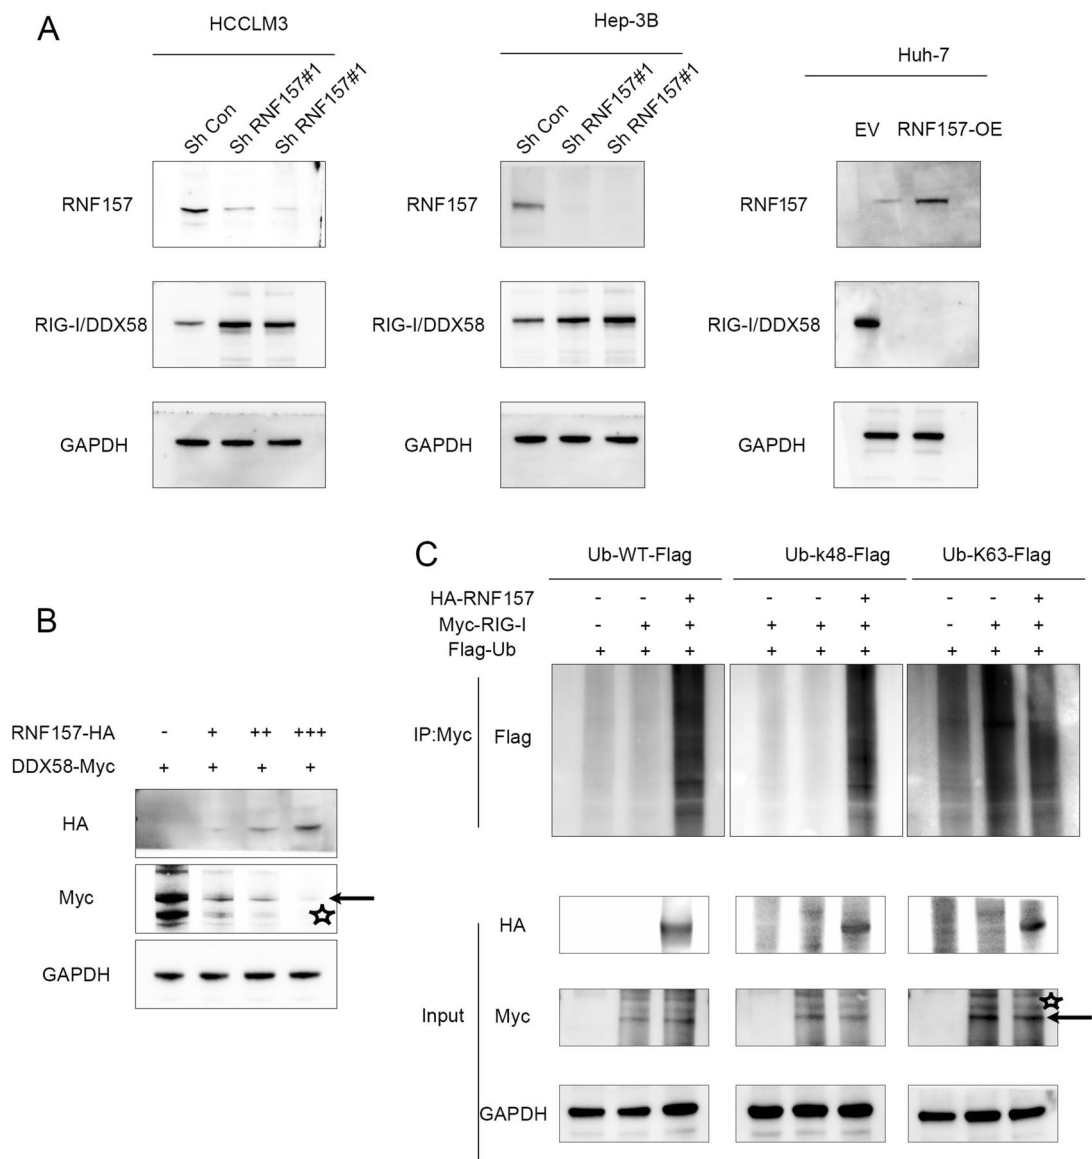 A
HCCLM3
Hep-3B
Huh-7
Sh Con
Sh RNF157#1
Sh RNF157#1
Sh Con
Sh RNF157#1
Sh RNF157#1
EV RNF157-OE
RNF157
RNF157
RNF157
RIG-I/DDX58
RIG-I/DDX58
RIG-I/DDX58
GAPDH
GAPDH
GAPDH
B
RNF157-HA - + ++ +++
DDX58-Myc + + + +
HA
Myc
GAPDH
C
Ub-WT-Flag Ub-k48-Flag Ub-K63-Flag
HA-RNF157 - - + - - + - - +
Myc-RIG-I - + + + + + - + +
Flag-Ub + + + + + + + + +
IP:Myc Flag
HA
Input Myc
GAPDH